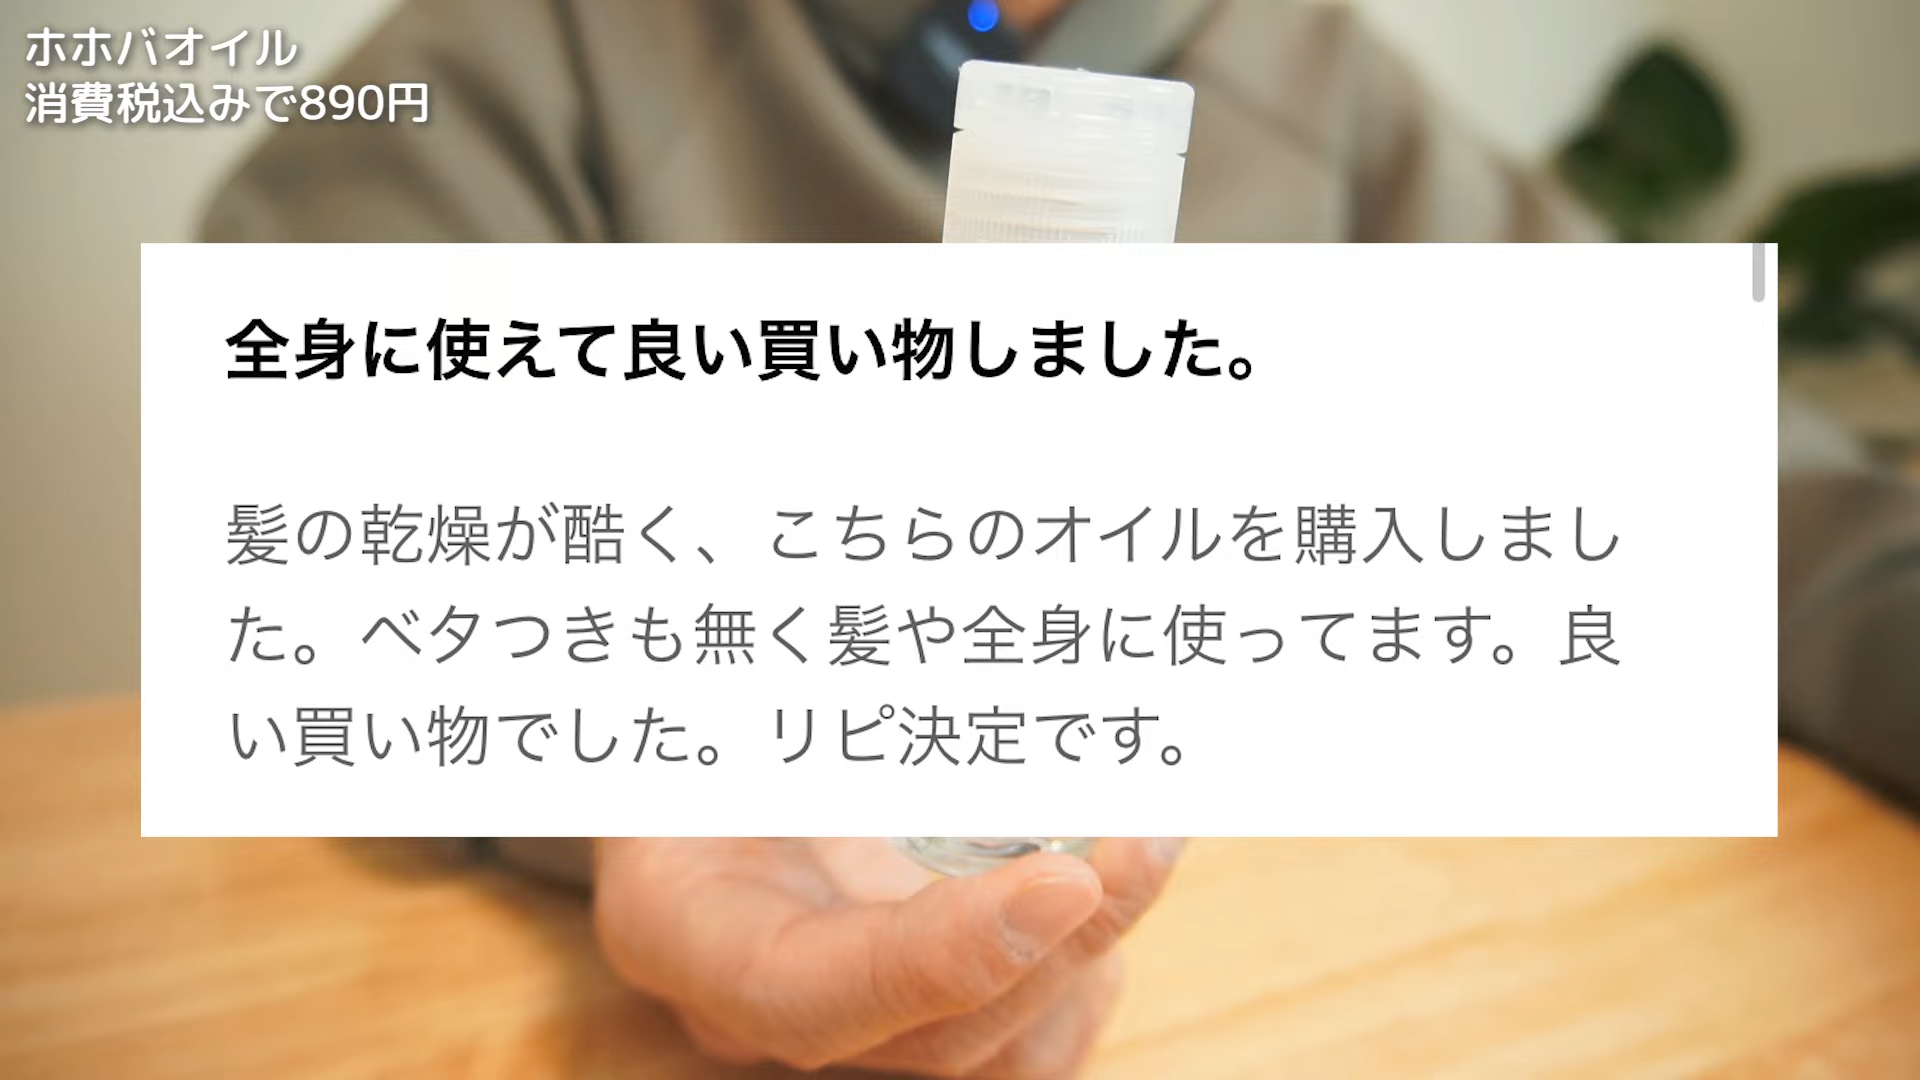 ホホバオイル
消費税込みで890円
全身に使えて良い買い物しました。
髪の乾燥が酷く、こちらのオイルを購入しまし
た。ベタつきも無く髪や全身に使ってます。良
い買い物でした。リピ決定です。